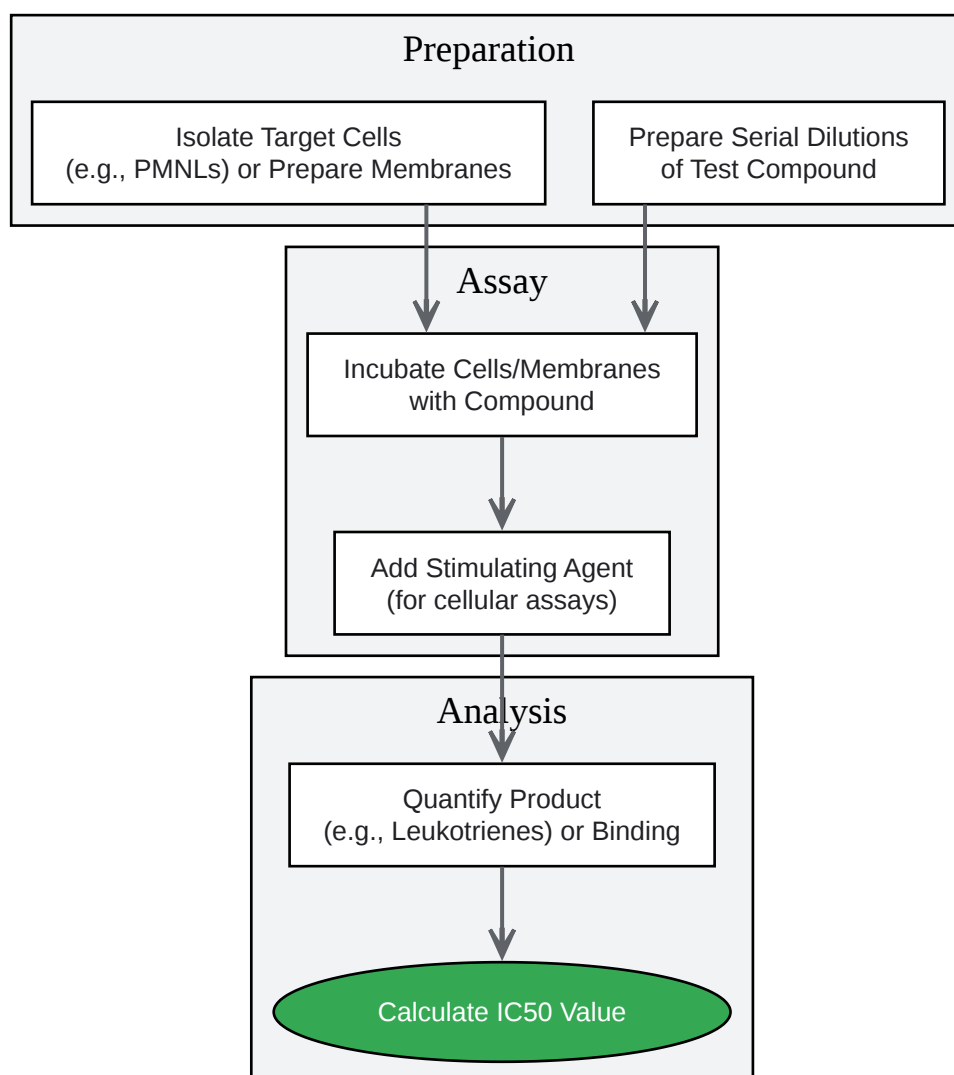 Preparation
Isolate Target Cells
(e.g., PMNLs) or Prepare Membranes
Prepare Serial Dilutions
of Test Compound
Assay
Incubate Cells/Membranes
with Compound
Add Stimulating Agent
(for cellular assays)
Analysis
Quantify Product
(e.g., Leukotrienes) or Binding
Calculate IC50 Value